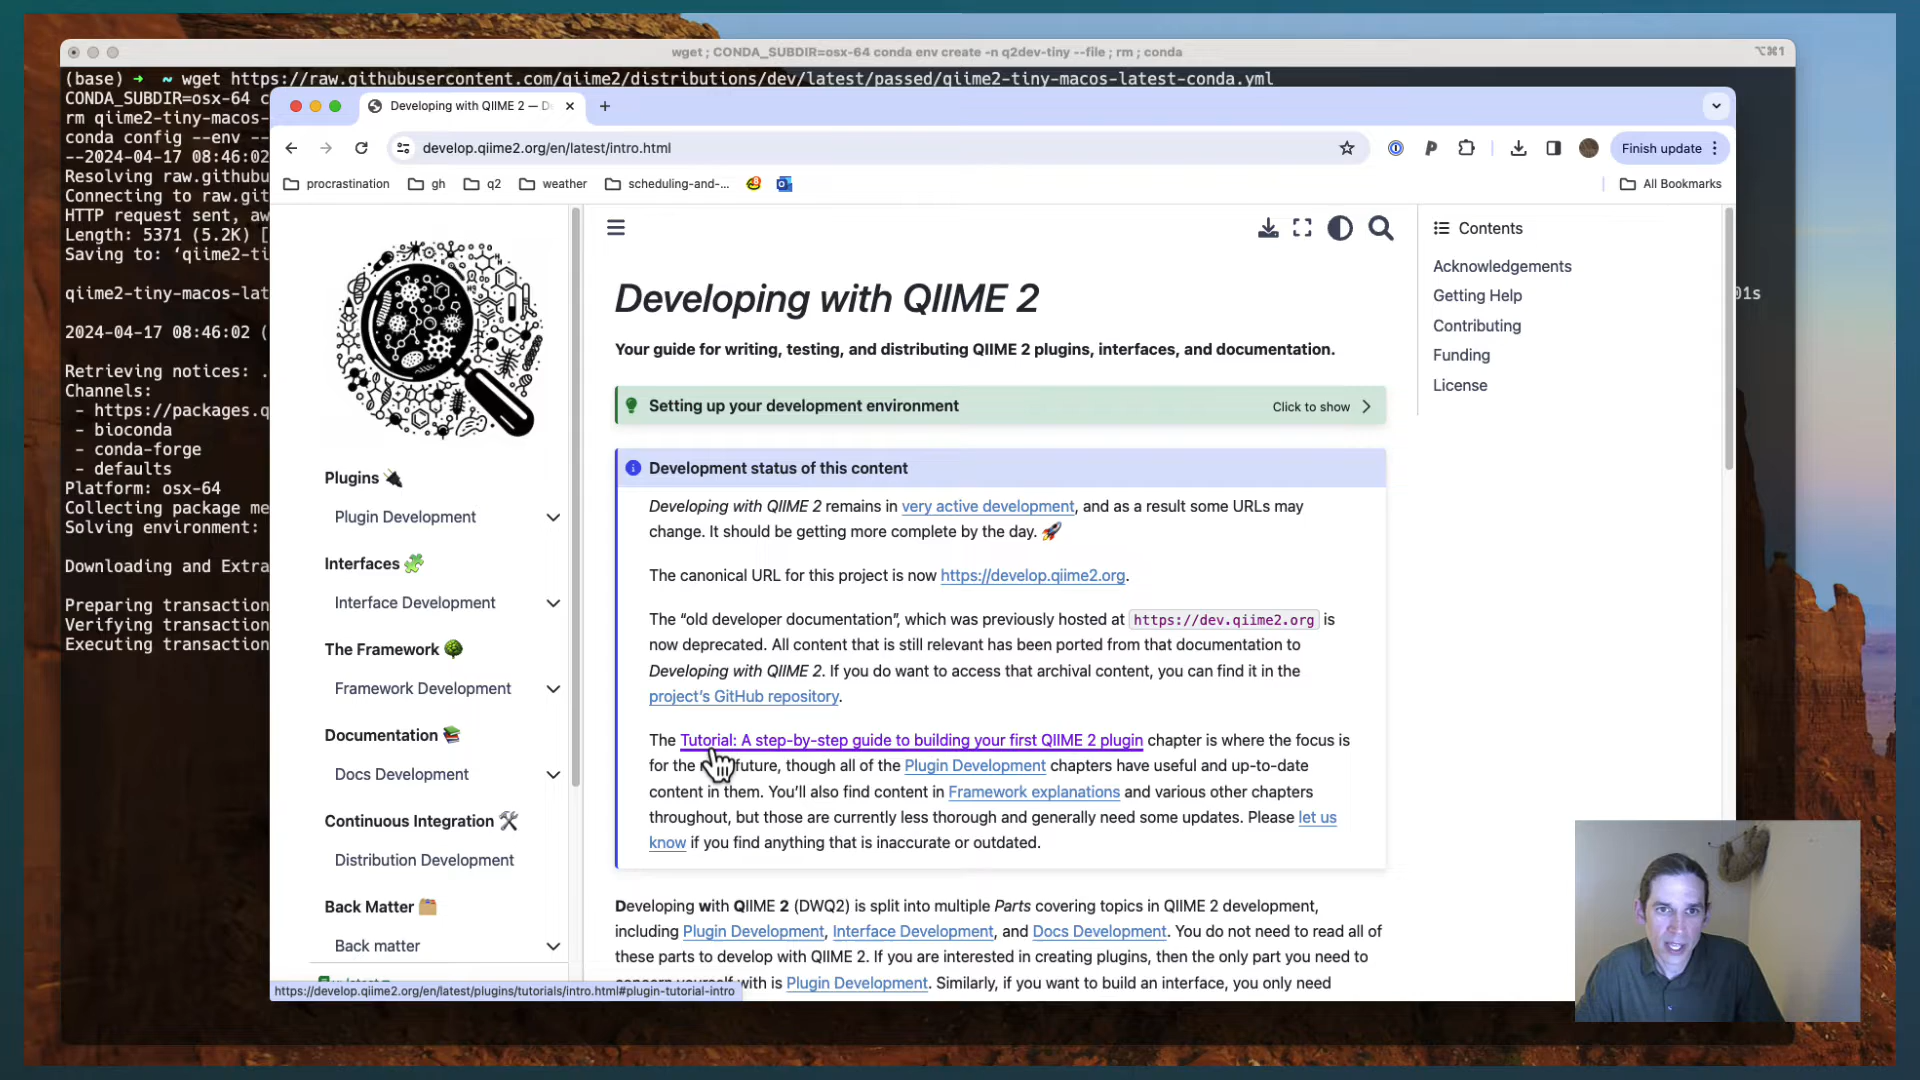 wget ; CONDA_SUBDIR=osx-64 conda env create -n q2dev-tiny --file ; rm ; conda
⌥⌘1
(base) ➜ ~ wget https://raw.githubusercontent.com/qiime2/distributions/dev/latest/passed/qiime2-tiny-macos-latest-conda.yml
CONDA_SUBDIR=osx-64 c
rm qiime2-tiny-macos-
conda config --env --
--2024-04-17 08:46:02
Resolving raw.githubu
Connecting to raw.git
HTTP request sent, aw
Length: 5371 (5.2K) [
Saving to: ‘qiime2-ti
qiime2-tiny-macos-lat
01s
2024-04-17 08:46:02 (
Retrieving notices: .
Channels:
- https://packages.q
- bioconda
- conda-forge
- defaults
Platform: osx-64
Collecting package me
Solving environment:
Downloading and Extra
Preparing transaction
Verifying transaction
Executing transaction
Developing with QIIME 2 — D
develop.qiime2.org/en/latest/intro.html
Finish update
procrastination
gh
q2
weather
scheduling-and-...
All Bookmarks
Plugins
Plugin Development
Interfaces
Interface Development
The Framework
Framework Development
Documentation
Docs Development
Continuous Integration
Distribution Development
Back Matter
Back matter
Developing with QIIME 2
Your guide for writing, testing, and distributing QIIME 2 plugins, interfaces, and documentation.
Setting up your development environment
Click to show
Development status of this content
Developing with QIIME 2 remains in very active development, and as a result some URLs may
change. It should be getting more complete by the day. 🚀
The canonical URL for this project is now https://develop.qiime2.org.
The “old developer documentation”, which was previously hosted at https://dev.qiime2.org is
now deprecated. All content that is still relevant has been ported from that documentation to
Developing with QIIME 2. If you do want to access that archival content, you can find it in the
project’s GitHub repository.
The Tutorial: A step-by-step guide to building your first QIIME 2 plugin chapter is where the focus is
for the future, though all of the Plugin Development chapters have useful and up-to-date
content in them. You’ll also find content in Framework explanations and various other chapters
throughout, but those are currently less thorough and generally need some updates. Please let us
know if you find anything that is inaccurate or outdated.
Developing with QIIME 2 (DWQ2) is split into multiple Parts covering topics in QIIME 2 development,
including Plugin Development, Interface Development, and Docs Development. You do not need to read all of
these parts to develop with QIIME 2. If you are interested in creating plugins, then the only part you need to
with is Plugin Development. Similarly, if you want to build an interface, you only need
Contents
Acknowledgements
Getting Help
Contributing
Funding
License
https://develop.qiime2.org/en/latest/plugins/tutorials/intro.html#plugin-tutorial-intro